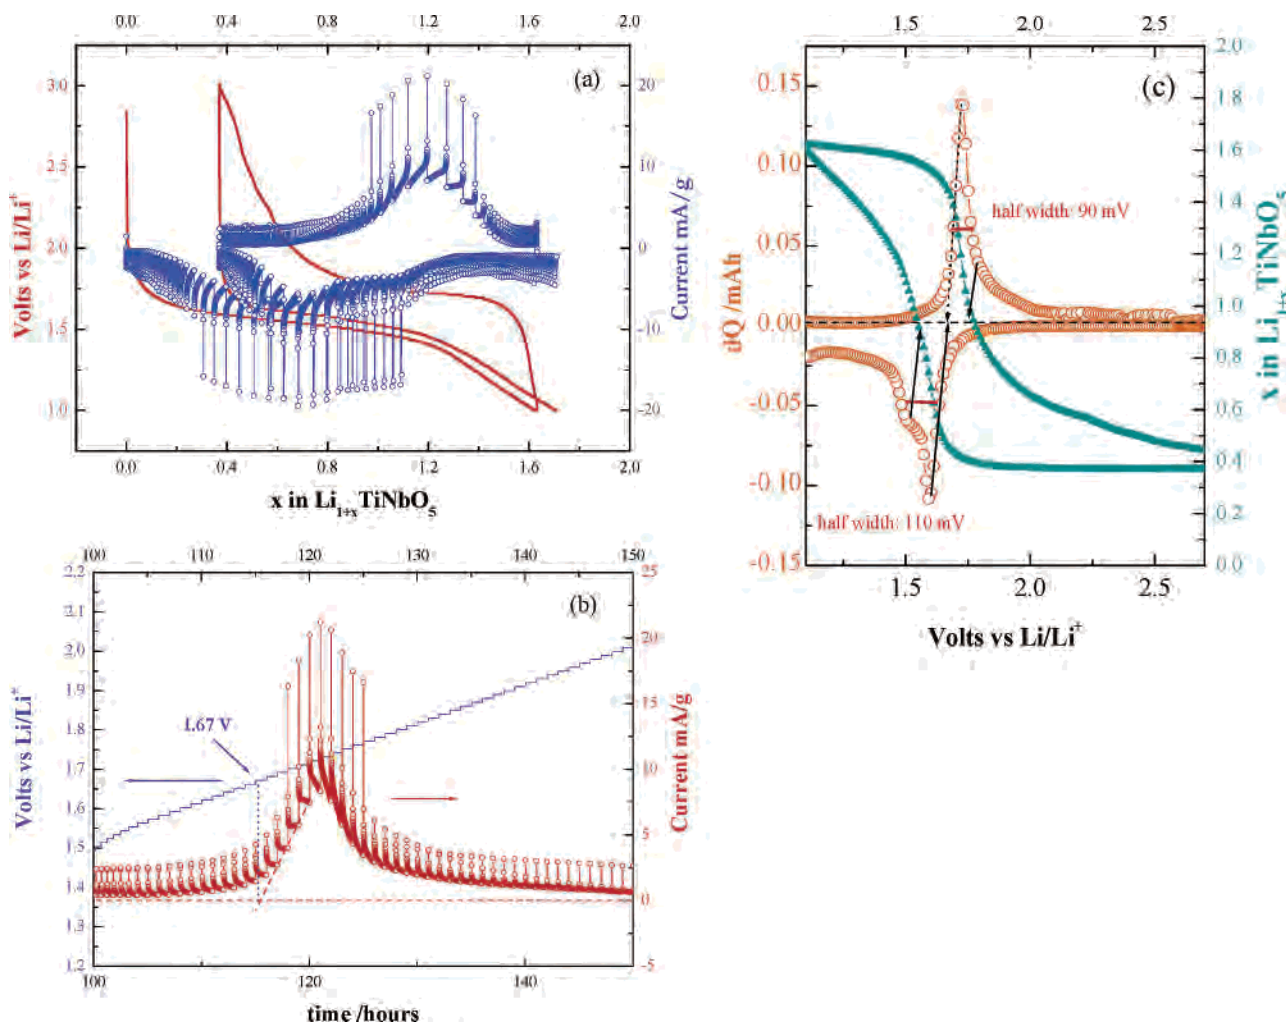 0.0 0.4 0.8 1.2 1.6 2.0
(a)
3.0
2.5
2.0
1.5
1.0
Volts vs Li/Li+
20
10
0
-10
-20
Current mA/g
0.0 0.4 0.8 1.2 1.6 2.0
x in Li1+xTiNbO5
100 110 120 130 140 150
(b)
2.2
2.1
2.0
1.9
1.8
1.7
1.6
1.5
1.4
1.3
1.2
Volts vs Li/Li+
1.67 V
25
20
15
10
5
0
-5
Current mA/g
100 120 140
time /hours
1.5 2.0 2.5
(c)
0.15
0.10
0.05
0.00
-0.05
-0.10
-0.15
dQ /mAh
half width: 90 mV
half width: 110 mV
2.0
1.8
1.6
1.4
1.2
1.0
0.8
0.6
0.4
0.2
0.0
x in Li1+xTiNbO5
1.5 2.0 2.5
Volts vs Li/Li+